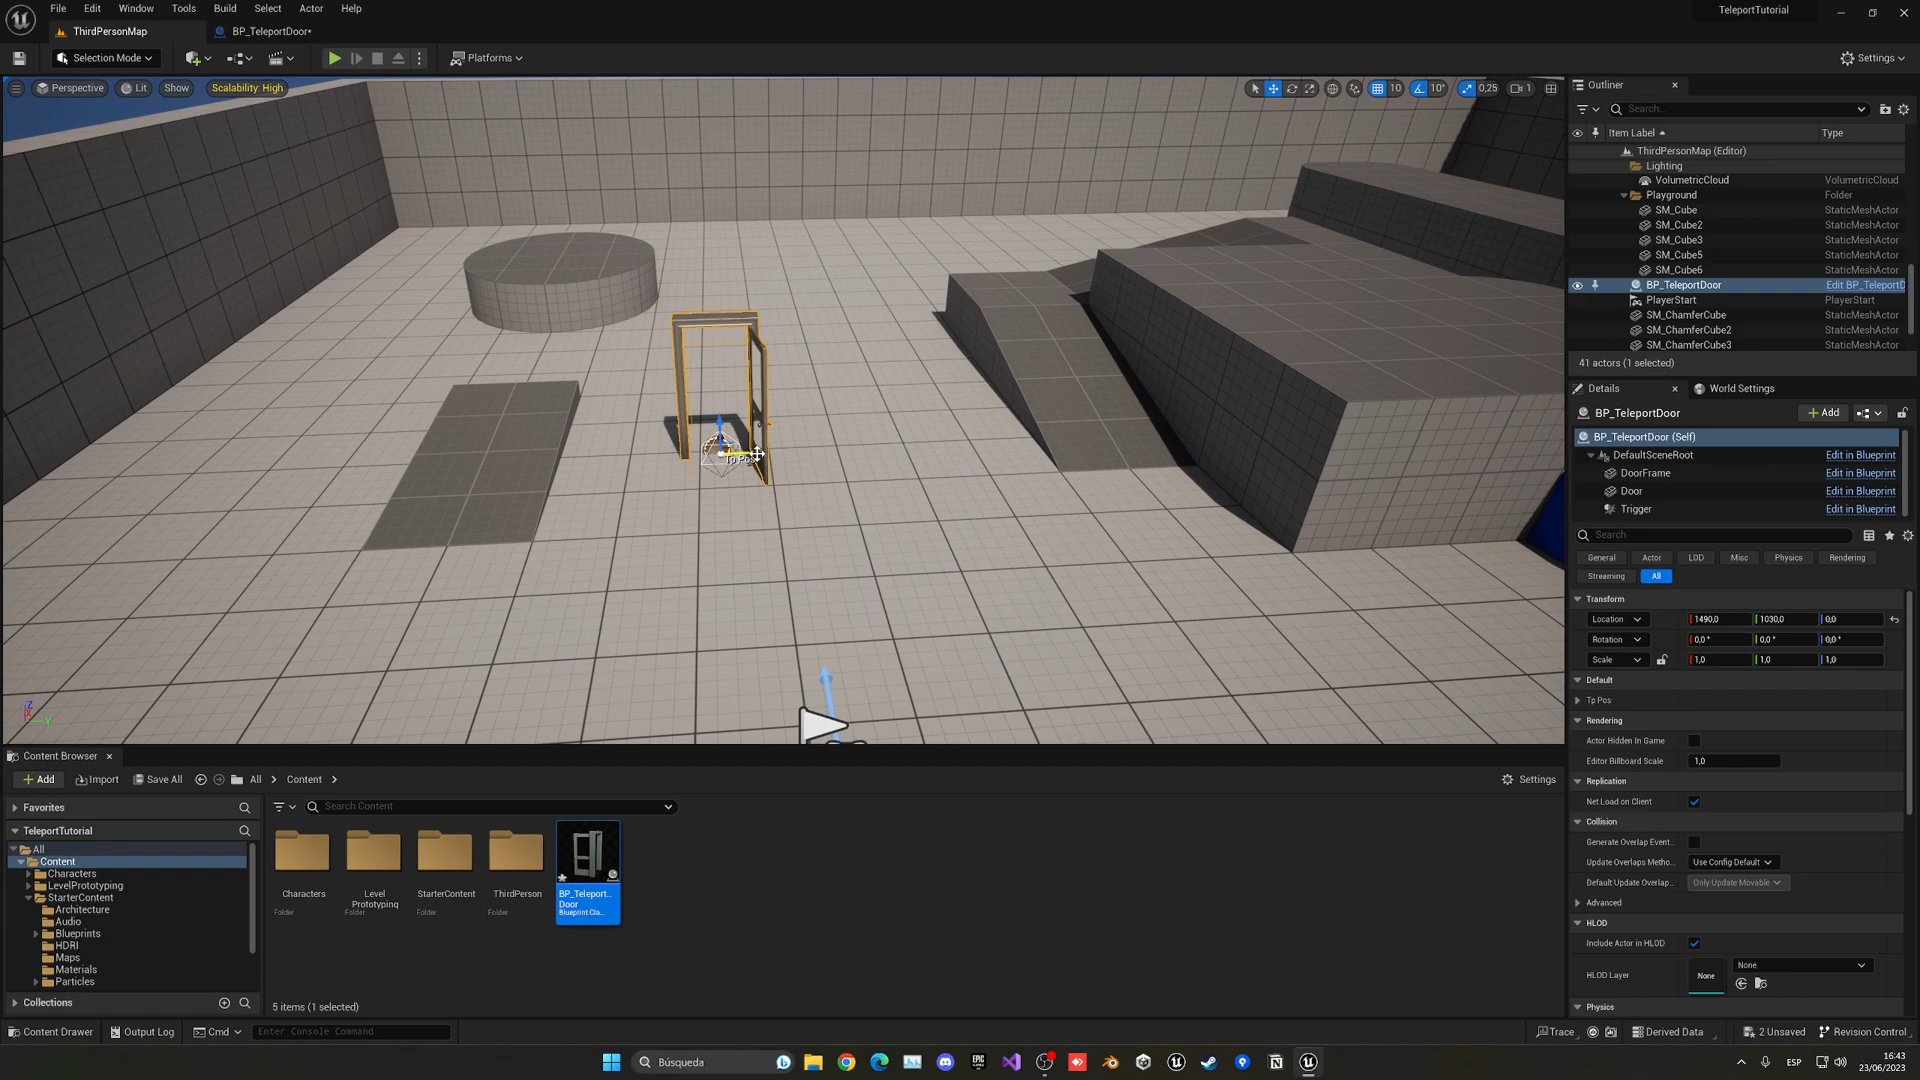 File Edit Window Tools Build Select Actor Help
TeleportTutorial
ThirdPersonMap
BP_TeleportDoor*
Selection Mode
Platforms
Settings
Perspective
Lit
Show
Scalability: High
10
10°
0,25
1
Outliner
Search...
Item Label
Type
ThirdPersonMap (Editor)
Lighting
VolumetricCloud VolumetricCloud
Playground Folder
SM_Cube StaticMeshActor
SM_Cube2 StaticMeshActor
SM_Cube3 StaticMeshActor
SM_Cube5 StaticMeshActor
SM_Cube6 StaticMeshActor
BP_TeleportDoor Edit BP_TeleportD
PlayerStart PlayerStart
SM_ChamferCube StaticMeshActor
SM_ChamferCube2 StaticMeshActor
SM_ChamferCube3 StaticMeshActor
41 actors (1 selected)
Tp Pos
Z
X
Y
Details
World Settings
BP_TeleportDoor
Add
BP_TeleportDoor (Self)
DefaultSceneRoot Edit in Blueprint
DoorFrame Edit in Blueprint
Door Edit in Blueprint
Trigger Edit in Blueprint
Search
General Actor LOD Misc Physics Rendering
Streaming All
Transform
Location 1490,0 1030,0 0,0
Rotation 0,0 ° 0,0 ° 0,0 °
Scale 1,0 1,0 1,0
Default
Tp Pos
Rendering
Actor Hidden In Game
Editor Billboard Scale 1,0
Replication
Net Load on Client
Collision
Generate Overlap Event..
Update Overlaps Metho.. Use Config Default
Default Update Overlap.. Only Update Movable
Advanced
HLOD
Include Actor in HLOD
HLOD Layer None None
Physics
Content Browser
Add Import Save All All Content
Settings
Favorites
TeleportTutorial
All
Content
Characters
LevelPrototyping
StarterContent
Architecture
Audio
Blueprints
HDRI
Maps
Materials
Particles
Collections
Search Content
Characters
Folder
Level
Prototyping
Folder
StarterContent
Folder
ThirdPerson
Folder
BP_Teleport...
Door
Blueprint Cla...
5 items (1 selected)
Content Drawer
Output Log
Cmd
Enter Console Command
Trace
Derived Data
2 Unsaved
Revision Control
Búsqueda
ESP
16:43
23/06/2023